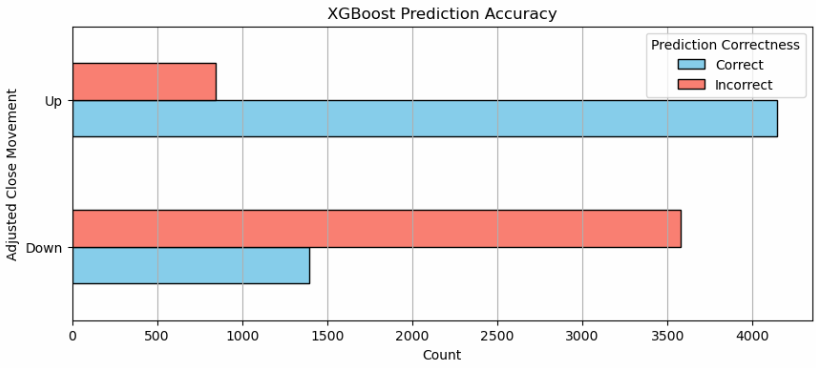 XGBoost Prediction Accuracy
Prediction Correctness
Correct
Incorrect
Adjusted Close Movement
Up
Down
0 500 1000 1500 2000 2500 3000 3500 4000
Count